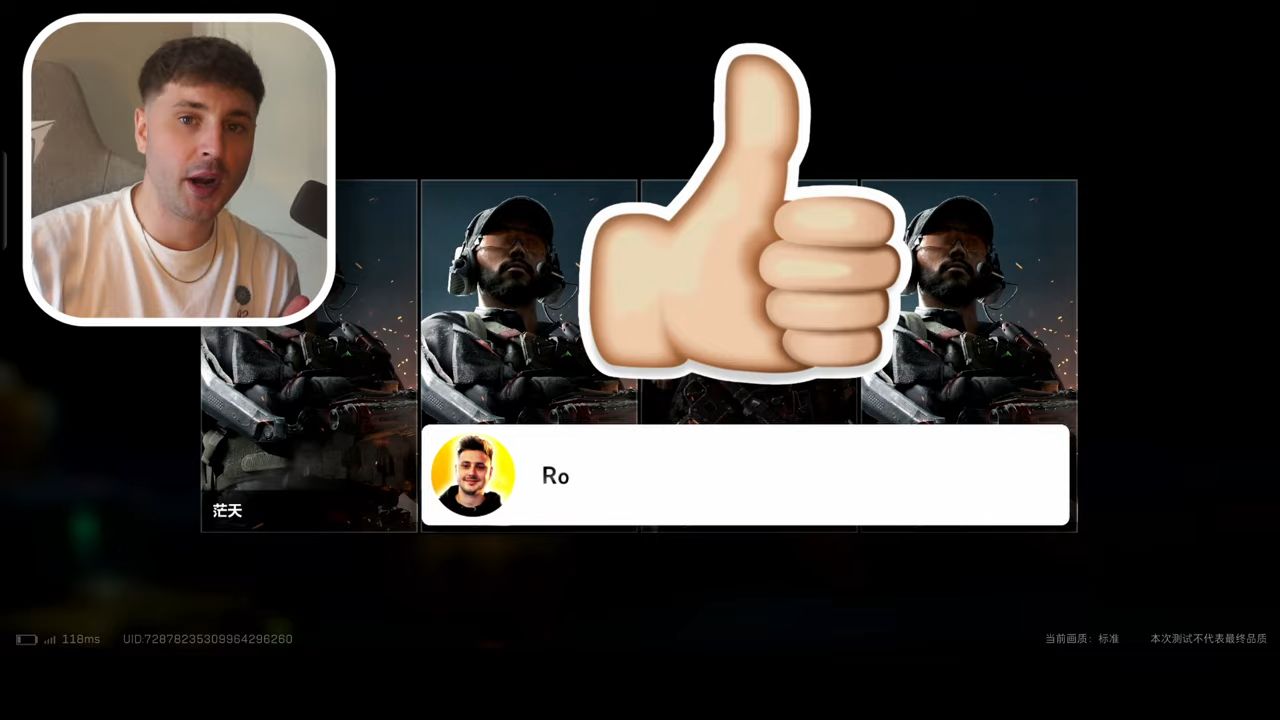 Ro
茫天
118ms
UID:72878235309964296260
当前画质：标准
本次测试不代表最终品质